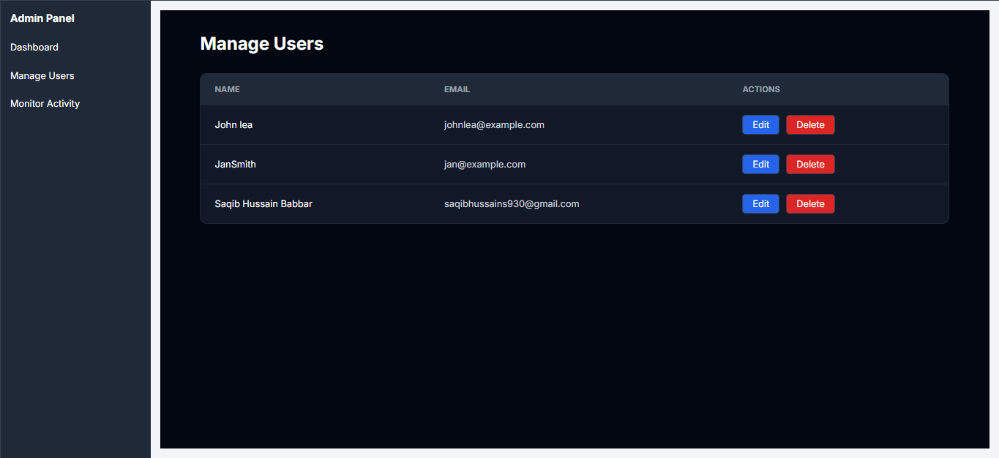 Admin Panel
Dashboard
Manage Users
Monitor Activity
Manage Users
NAME EMAIL ACTIONS
John lea johnlea@example.com Edit Delete
JanSmith jan@example.com Edit Delete
Saqib Hussain Babbar saqibhussains930@gmail.com Edit Delete